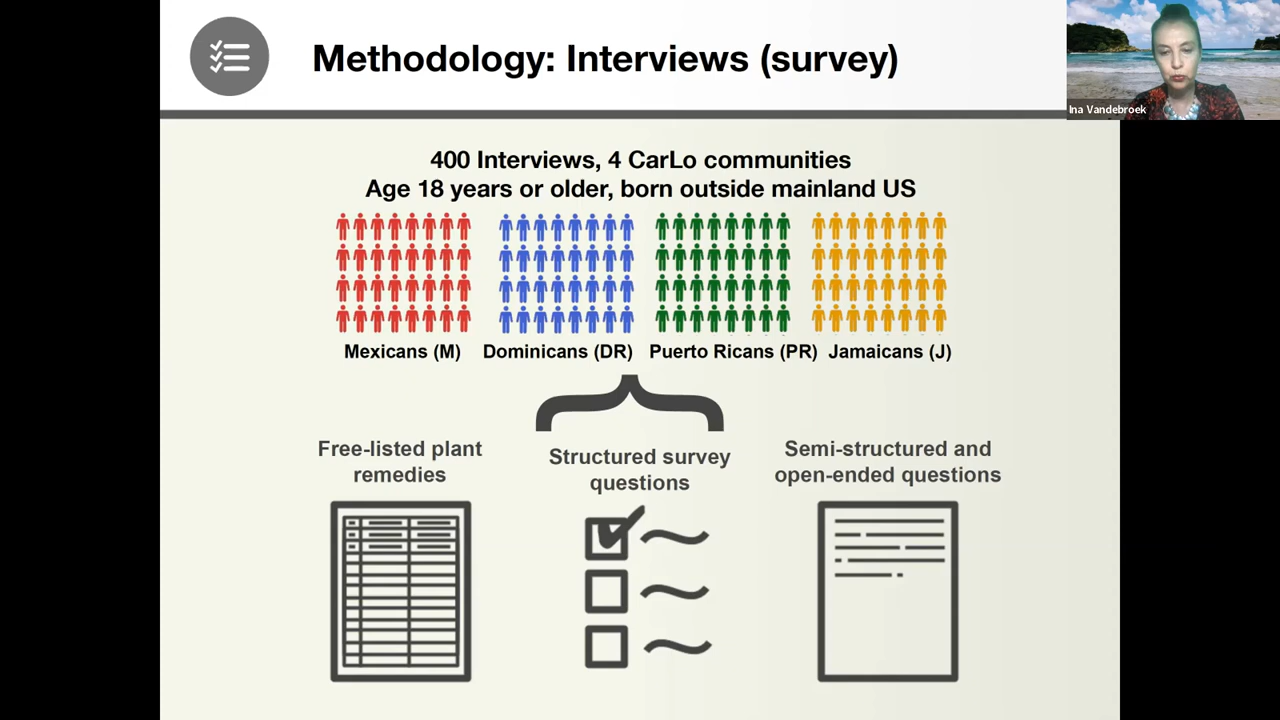 Methodology: Interviews (survey)
Ina Vandebroek
400 Interviews, 4 CarLo communities
Age 18 years or older, born outside mainland US
Mexicans (M)
Dominicans (DR)
Puerto Ricans (PR)
Jamaicans (J)
Free-listed plant
remedies
Structured survey
questions
Semi-structured and
open-ended questions